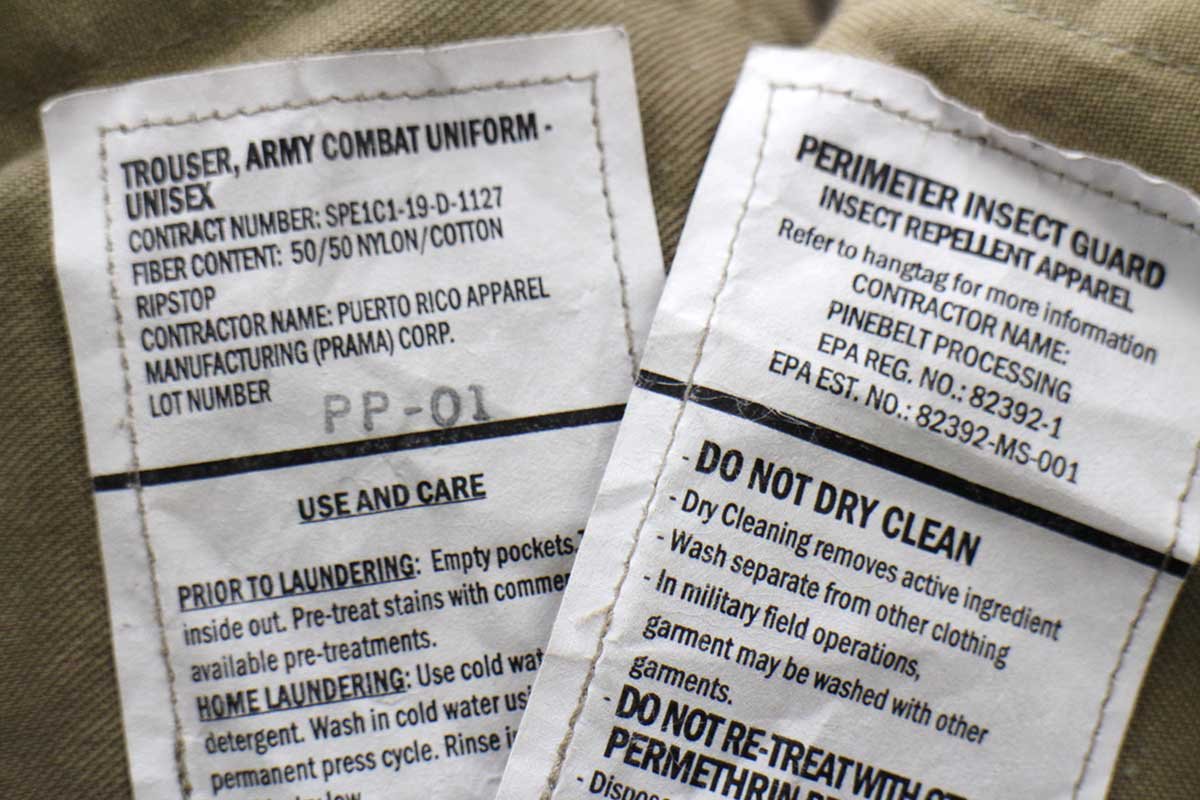 TROUSER, ARMY COMBAT UNIFORM -
UNISEX
CONTRACT NUMBER: SPE1C1-19-D-1127
FIBER CONTENT: 50/50 NYLON/COTTON
RIPSTOP
CONTRACTOR NAME: PUERTO RICO APPAREL
MANUFACTURING (PRAMA) CORP.
LOT NUMBER PP-01
USE AND CARE
PRIOR TO LAUNDERING: Empty pockets.
inside out. Pre-treat stains with
available pre-treatments.
HOME LAUNDERING: Use cold
detergent. Wash in cold water
permanent press cycle. Rinse
low
PERIMETER INSECT GUARD
INSECT REPELLENT APPAREL
Refer to hangtag for more information
CONTRACTOR NAME:
PINEBELT PROCESSING
EPA REG. NO.: 82392-1
EPA EST. NO.: 82392-MS-001
- DO NOT DRY CLEAN
- Dry Cleaning removes active ingredient
- Wash separate from other clothing
- In military field operations,
garment may be washed with other
garments.
- DO NOT RE-TREAT WITH
PERMETHRIN